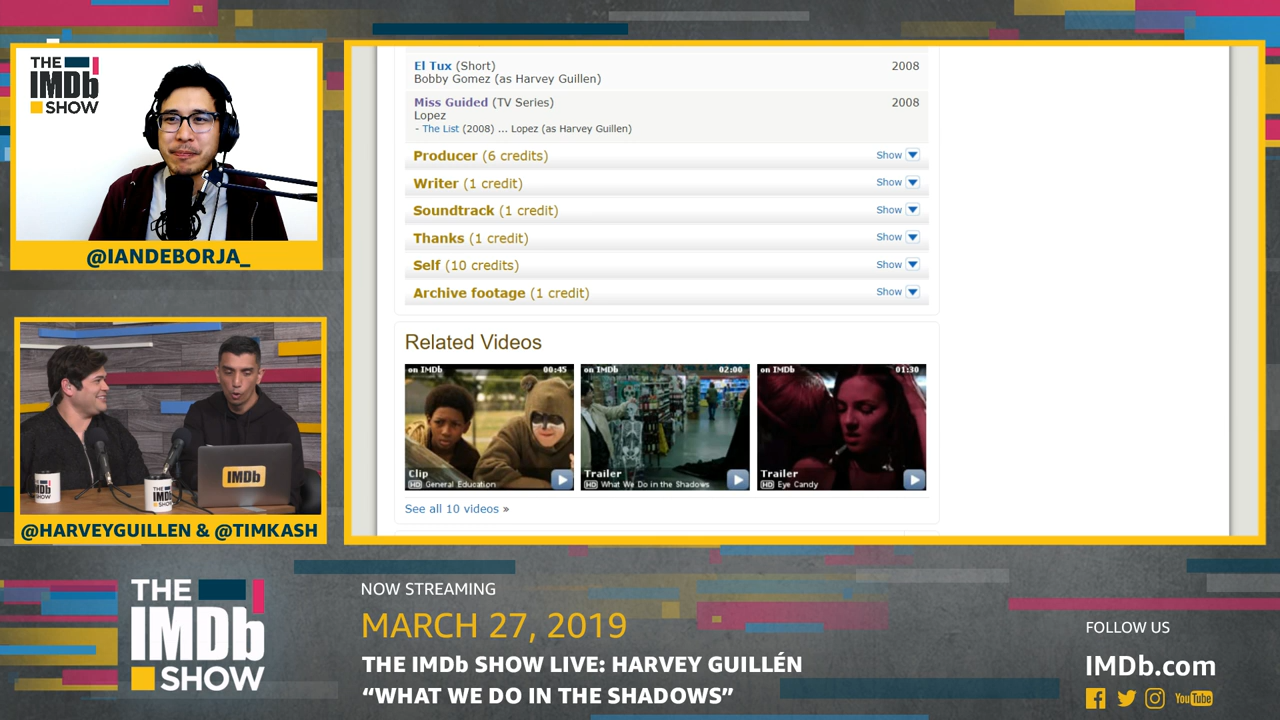 THE
IMDb
SHOW
@IANDEBORJA_
THE
IMDb
SHOW
IMDb
@HARVEYGUILLEN & @TIMKASH
El Tux (Short) 2008
Bobby Gomez (as Harvey Guillen)
Miss Guided (TV Series) 2008
Lopez
- The List (2008) ... Lopez (as Harvey Guillen)
Producer (6 credits) Show
Writer (1 credit) Show
Soundtrack (1 credit) Show
Thanks (1 credit) Show
Self (10 credits) Show
Archive footage (1 credit) Show
Related Videos
on IMDb 00:45
Clip
HD General Education
on IMDb 02:00
Trailer
HD What We Do in the Shadows
on IMDb 01:30
Trailer
HD Eye Candy
See all 10 videos »
THE
IMDb
SHOW
NOW STREAMING
MARCH 27, 2019
THE IMDb SHOW LIVE: HARVEY GUILLÉN
“WHAT WE DO IN THE SHADOWS”
FOLLOW US
IMDb.com
YouTube